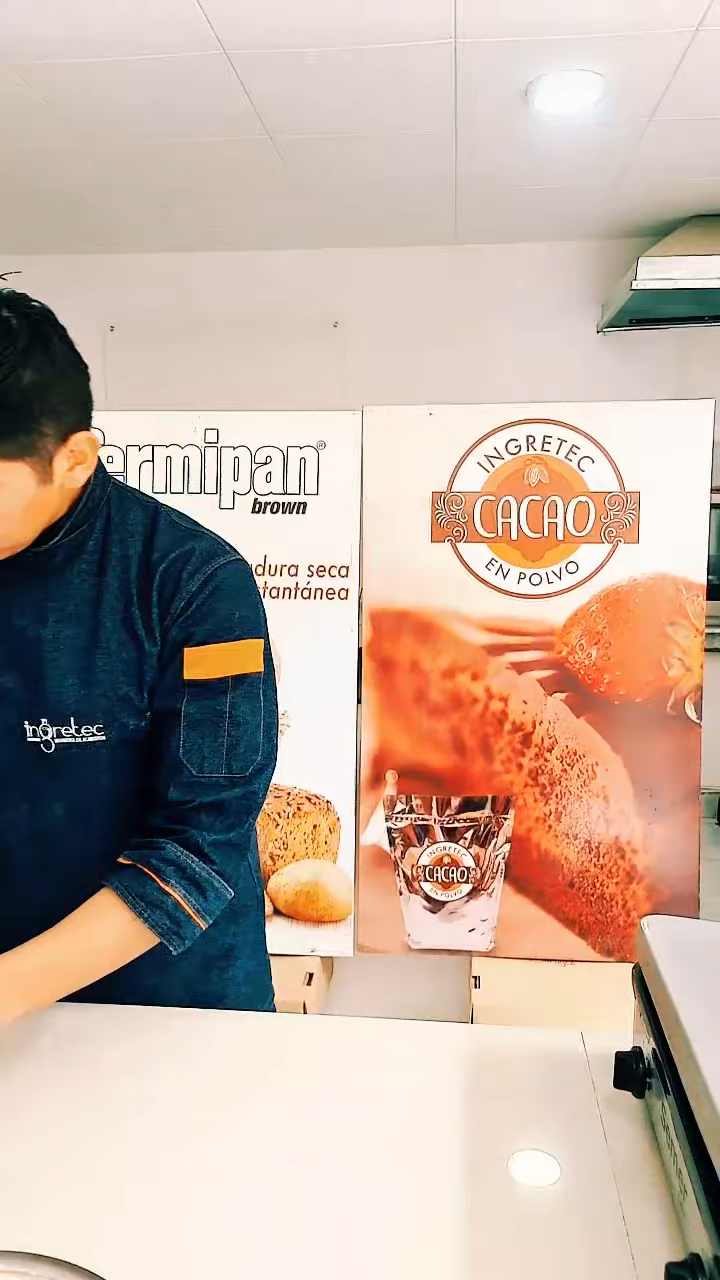 ermipan®
brown
dura seca
tantánea
INGRETEC
CACAO
EN POLVO
ingretec
INGRETEC
CACAO
EN POLVO